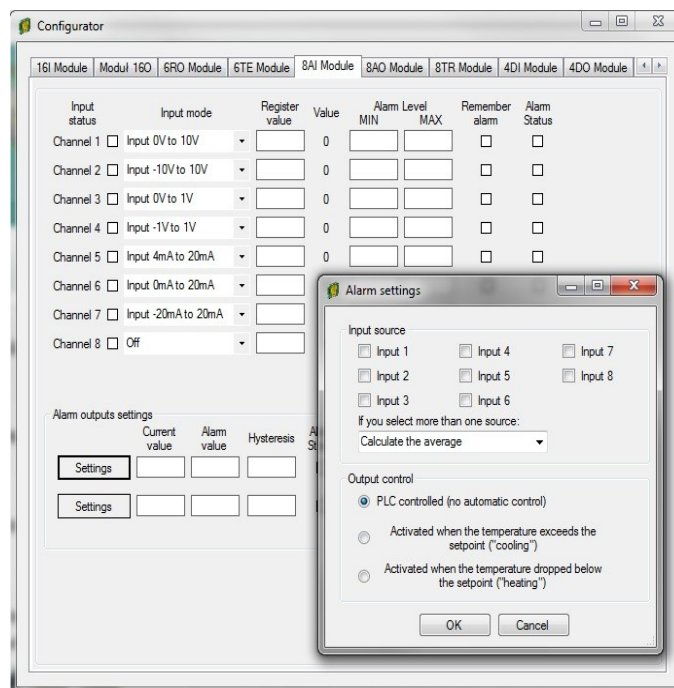 Configurator
16I Module Moduł 16O 6RO Module 6TE Module 8AI Module 8AO Module 8TR Module 4DI Module 4DO Module
Input status Input mode Register value Value Alarm Level MIN MAX Remember alarm Alarm Status
Channel 1 Input 0V to 10V 0
Channel 2 Input -10V to 10V 0
Channel 3 Input 0V to 1V 0
Channel 4 Input -1V to 1V 0
Channel 5 Input 4mA to 20mA 0
Channel 6 Input 0mA to 20mA
Channel 7 Input -20mA to 20mA
Channel 8 Off
Alarm outputs settings
Current value Alarm value Hysteresis
Settings
Settings
Alarm settings
Input source
Input 1 Input 4 Input 7
Input 2 Input 5 Input 8
Input 3 Input 6
If you select more than one source:
Calculate the average
Output control
PLC controlled (no automatic control)
Activated when the temperature exceeds the
setpoint ("cooling")
Activated when the temperature dropped below
the setpoint ("heating")
OK Cancel